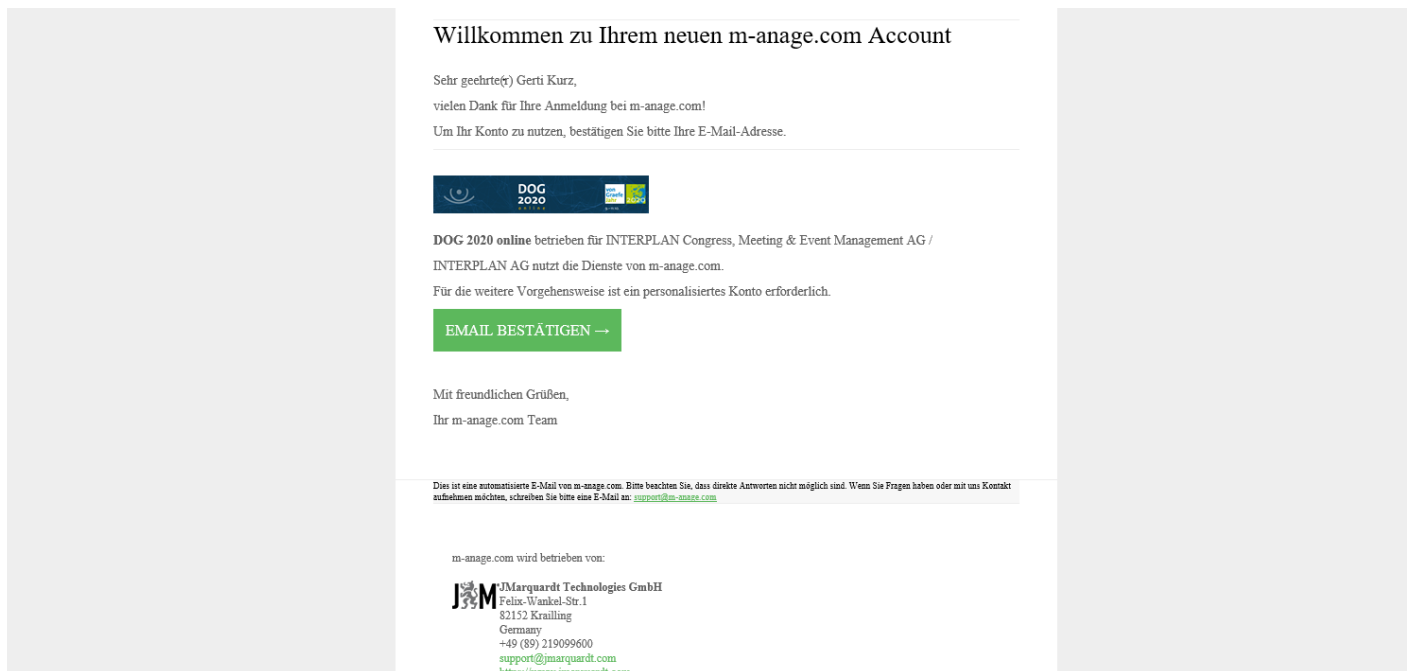 Willkommen zu Ihrem neuen m-anage.com Account
Sehr geehrte(r) Gerti Kurz,
vielen Dank für Ihre Anmeldung bei m-anage.com!
Um Ihr Konto zu nutzen, bestätigen Sie bitte Ihre E-Mail-Adresse.
DOG
2020
online
von
Graefe
Jahr
DOG
DOG 2020 online betrieben für INTERPLAN Congress, Meeting & Event Management AG /
INTERPLAN AG nutzt die Dienste von m-anage.com.
Für die weitere Vorgehensweise ist ein personalisiertes Konto erforderlich.
EMAIL BESTÄTIGEN →
Mit freundlichen Grüßen,
Ihr m-anage.com Team
Dies ist eine automatisierte E-Mail von m-anage.com. Bitte beachten Sie, dass direkte Antworten nicht möglich sind. Wenn Sie Fragen haben oder mit uns Kontakt
aufnehmen möchten, schreiben Sie bitte eine E-Mail an: support@m-anage.com
m-anage.com wird betrieben von:
JM
JMarquardt Technologies GmbH
Felix-Wankel-Str.1
82152 Krailling
Germany
+49 (89) 219099600
support@jmarquardt.com